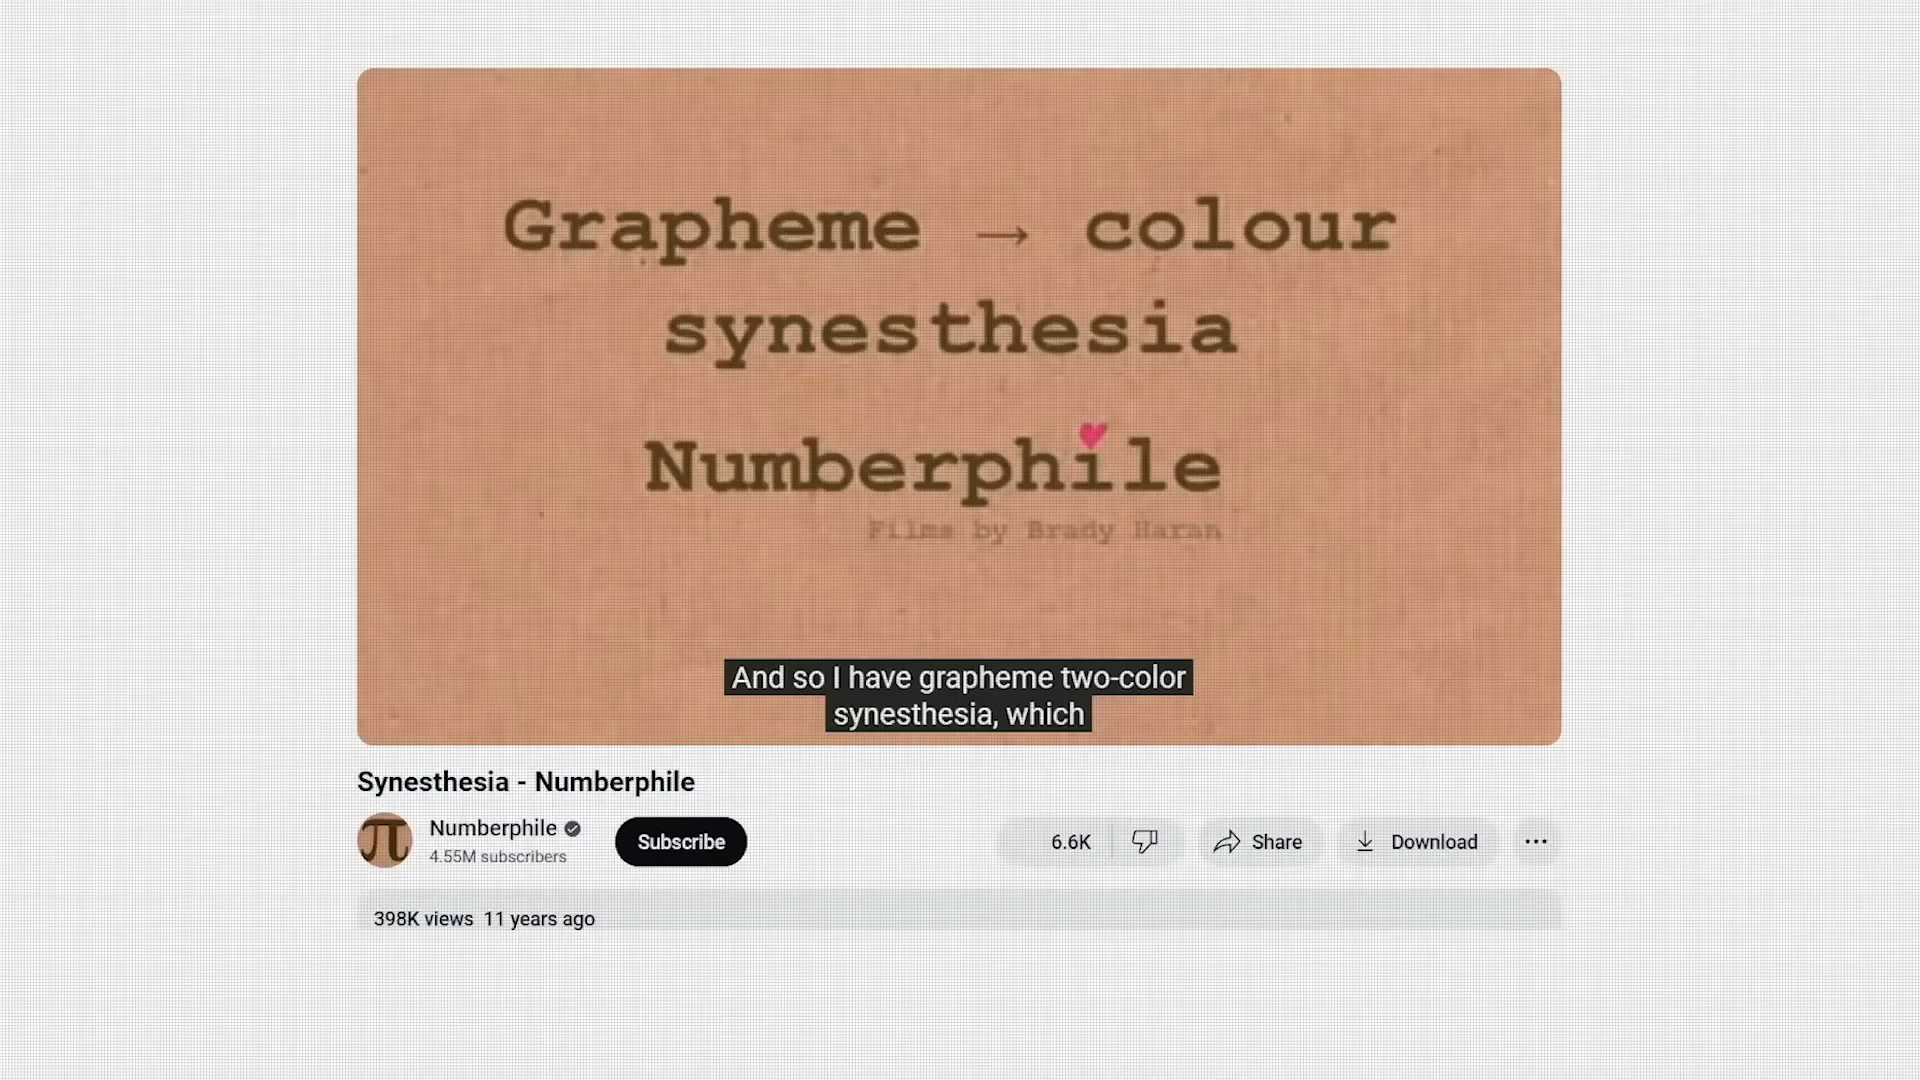 Grapheme → colour
synesthesia
Numberphile
Films by Brady Haran
And so I have grapheme two-color
synesthesia, which
Synesthesia - Numberphile
Numberphile
4.55M subscribers
Subscribe
6.6K
Share
Download
398K views 11 years ago